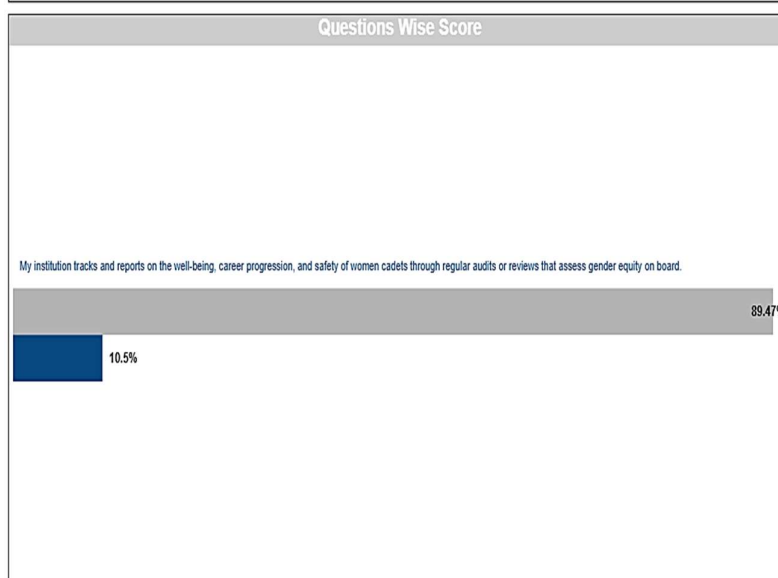 Questions Wise Score
My institution tracks and reports on the well-being, career progression, and safety of women cadets through regular audits or reviews that assess gender equity on board.
89.47%
10.5%